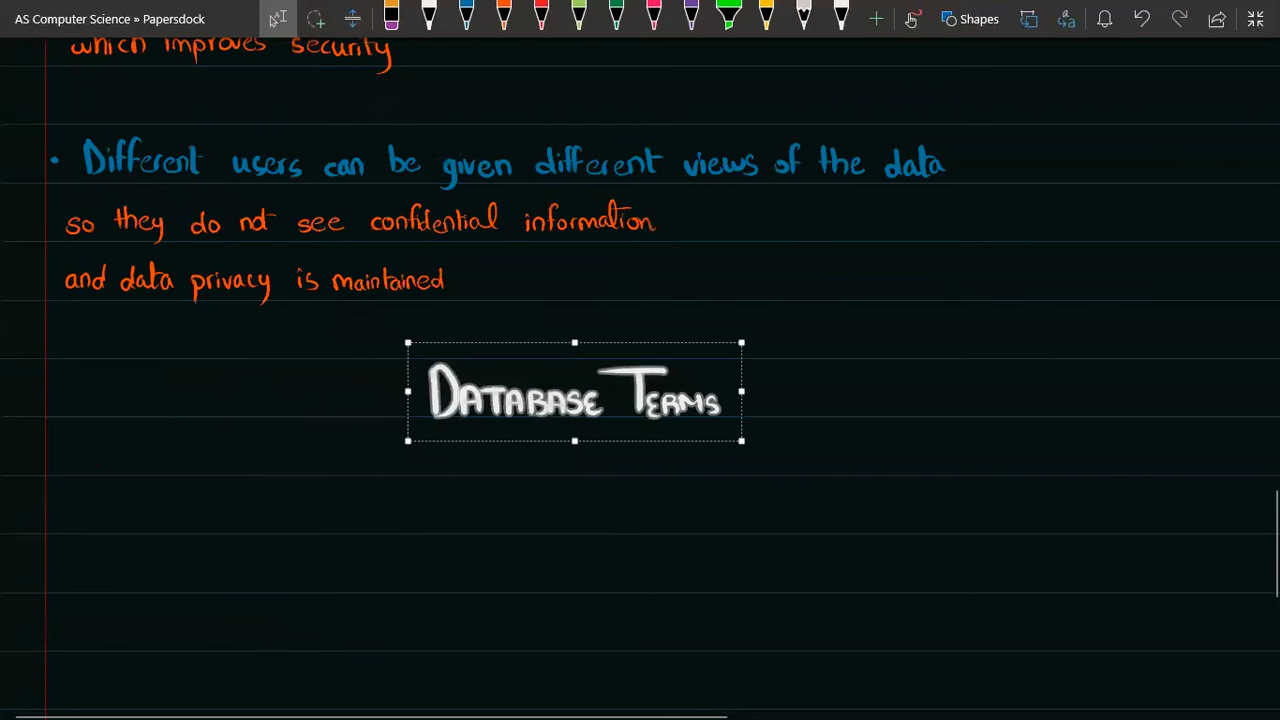 AS Computer Science » Papersdock
Shapes
which improves security
• Different users can be given different views of the data
so they do not see confidential information
and data privacy is maintained
DATABASE TERMS